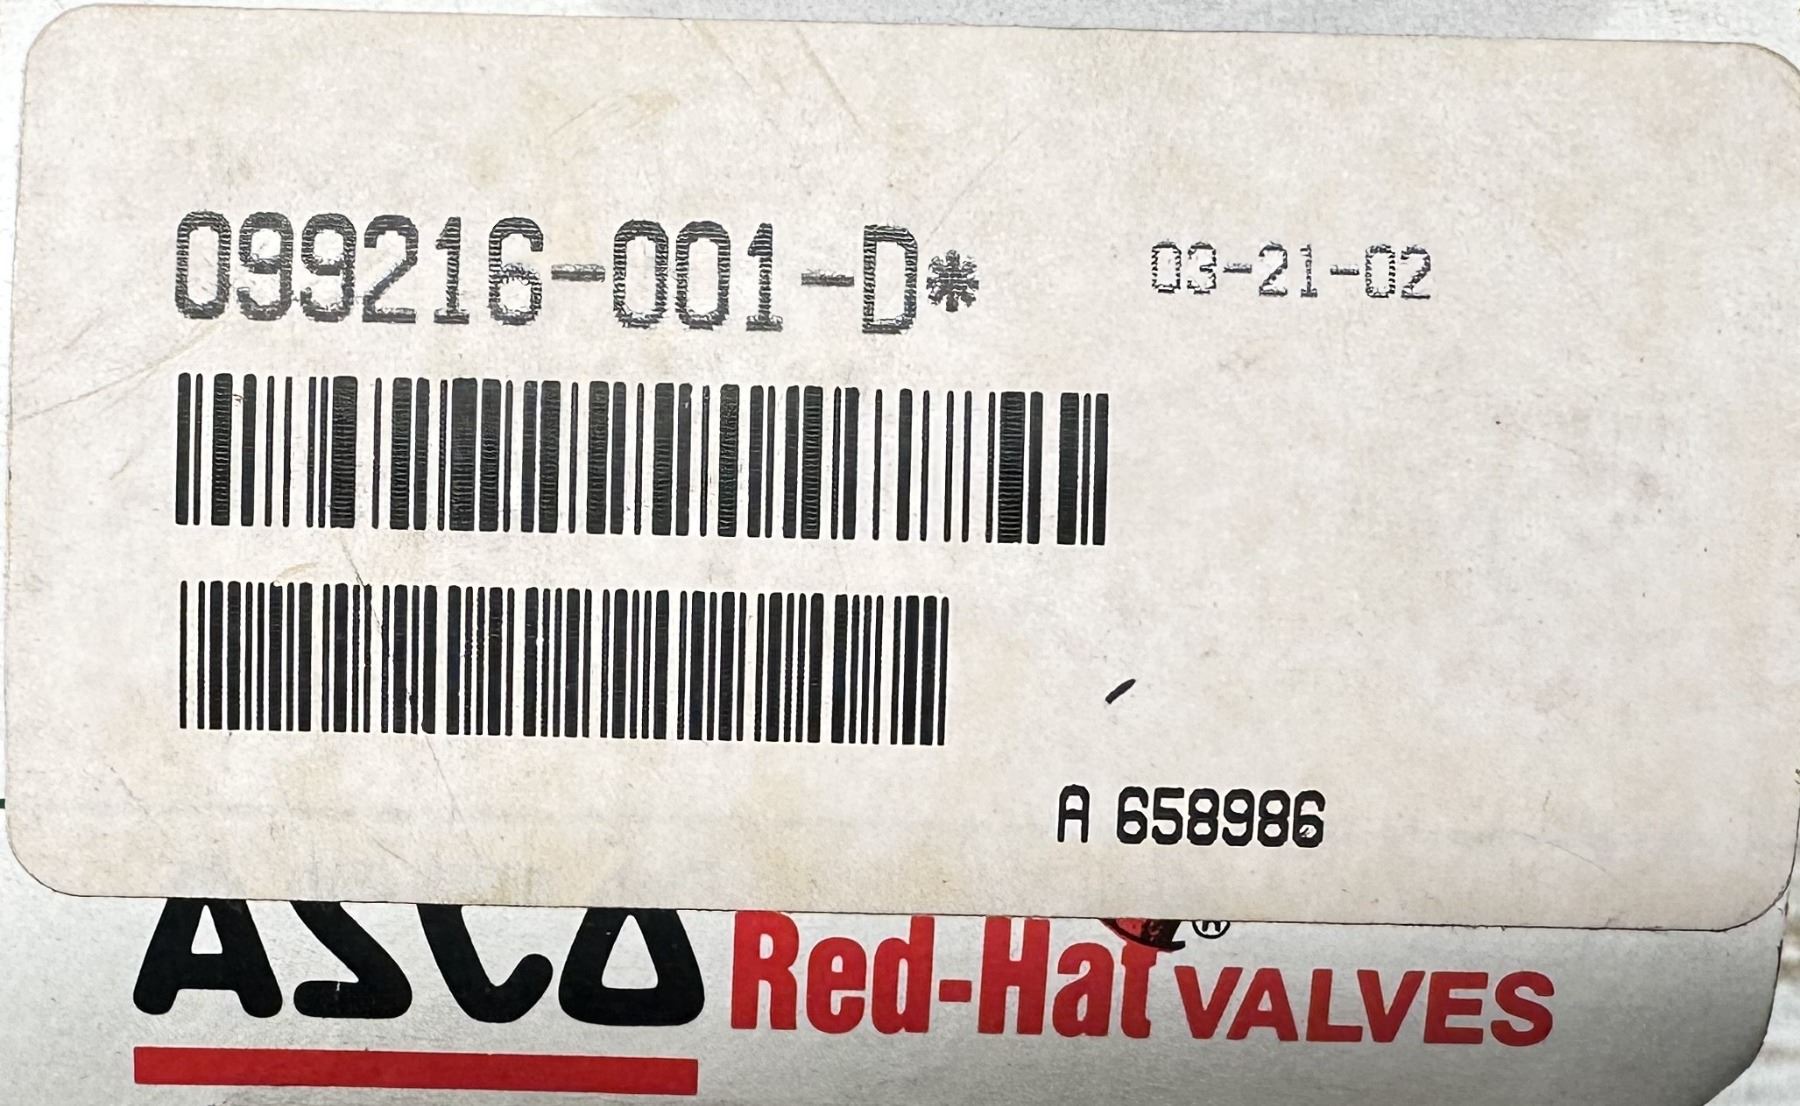 099216-001-D* 03-21-02
A 658986
ASCO Red-Hat® VALVES